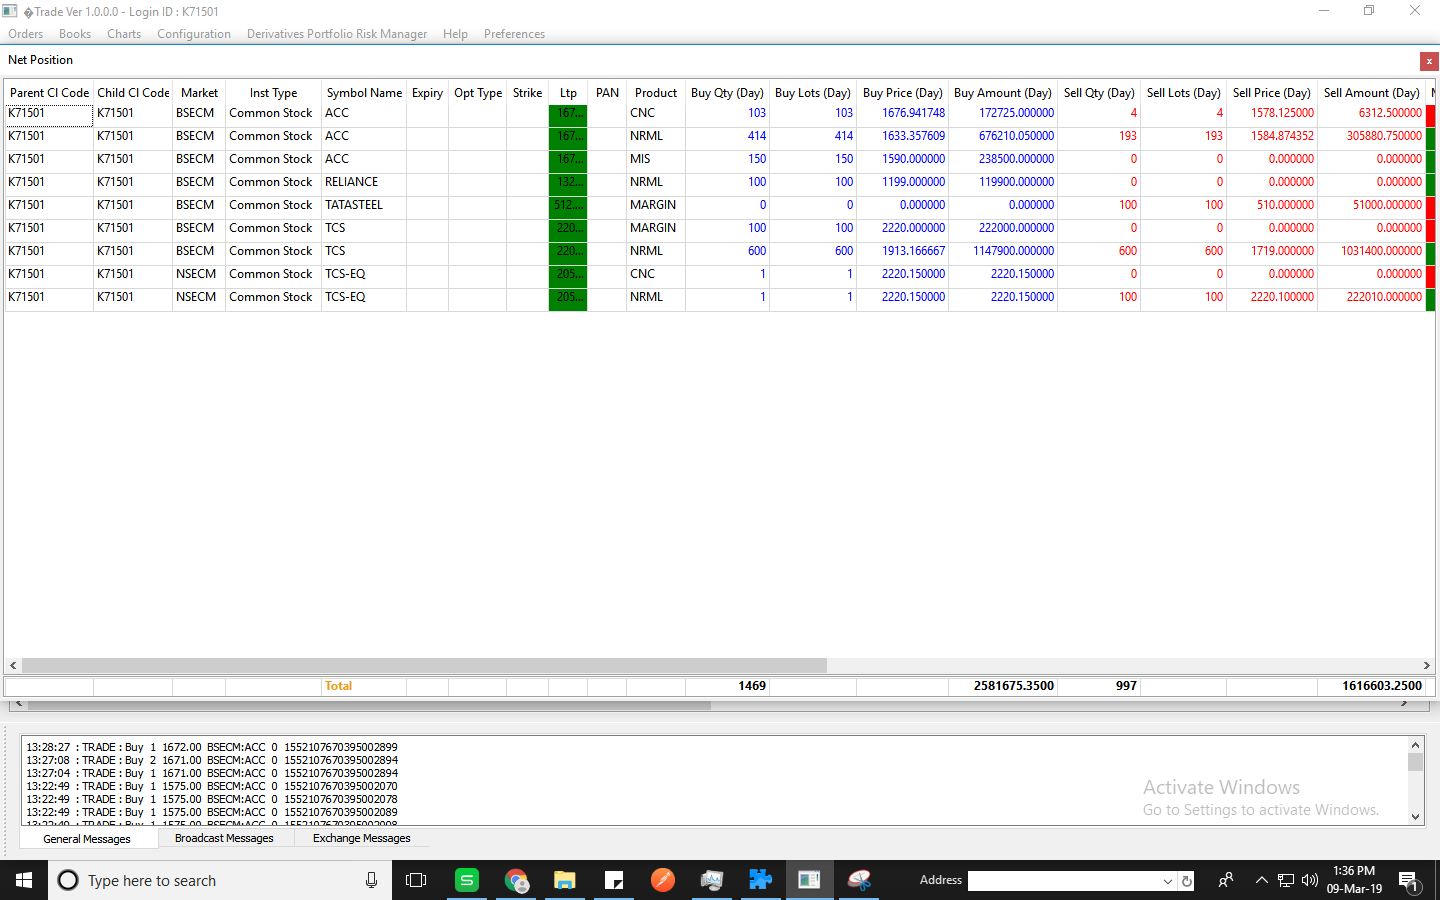 �Trade Ver 1.0.0.0 - Login ID : K71501
Orders Books Charts Configuration Derivatives Portfolio Risk Manager Help Preferences
Net Position
x
Parent Cl Code Child Cl Code Market Inst Type Symbol Name Expiry Opt Type Strike Ltp PAN Product Buy Qty (Day) Buy Lots (Day) Buy Price (Day) Buy Amount (Day) Sell Qty (Day) Sell Lots (Day) Sell Price (Day) Sell Amount (Day)
K71501 K71501 BSECM Common Stock ACC 167... CNC 103 103 1676.941748 172725.000000 4 4 1578.125000 6312.500000
K71501 K71501 BSECM Common Stock ACC 167... NRML 414 414 1633.357609 676210.050000 193 193 1584.874352 305880.750000
K71501 K71501 BSECM Common Stock ACC 167... MIS 150 150 1590.000000 238500.000000 0 0 0.000000 0.000000
K71501 K71501 BSECM Common Stock RELIANCE 132... NRML 100 100 1199.000000 119900.000000 0 0 0.000000 0.000000
K71501 K71501 BSECM Common Stock TATASTEEL 512.... MARGIN 0 0 0.000000 0.000000 100 100 510.000000 51000.000000
K71501 K71501 BSECM Common Stock TCS 220... MARGIN 100 100 2220.000000 222000.000000 0 0 0.000000 0.000000
K71501 K71501 BSECM Common Stock TCS 220... NRML 600 600 1913.166667 1147900.000000 600 600 1719.000000 1031400.000000
K71501 K71501 NSECM Common Stock TCS-EQ 205... CNC 1 1 2220.150000 2220.150000 0 0 0.000000 0.000000
K71501 K71501 NSECM Common Stock TCS-EQ 205... NRML 1 1 2220.150000 2220.150000 100 100 2220.100000 222010.000000
Total 1469 2581675.3500 997 1616603.2500
13:28:27 : TRADE : Buy 1 1672.00 BSECM:ACC 0 1552107670395002899
13:27:08 : TRADE : Buy 2 1671.00 BSECM:ACC 0 1552107670395002894
13:27:04 : TRADE : Buy 1 1671.00 BSECM:ACC 0 1552107670395002894
13:22:49 : TRADE : Buy 1 1575.00 BSECM:ACC 0 1552107670395002070
13:22:49 : TRADE : Buy 1 1575.00 BSECM:ACC 0 1552107670395002078
13:22:49 : TRADE : Buy 1 1575.00 BSECM:ACC 0 1552107670395002089
Activate Windows
Go to Settings to activate Windows.
General Messages Broadcast Messages Exchange Messages
Type here to search
Address
1:36 PM
09-Mar-19
1